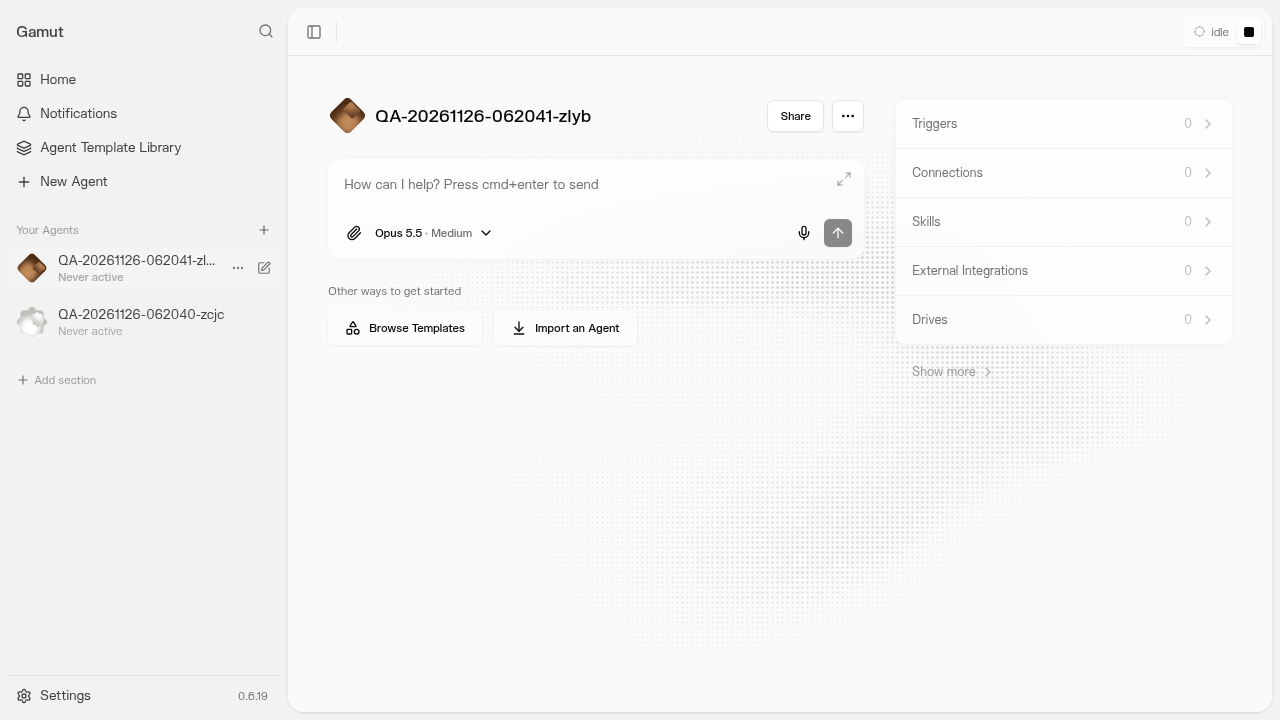 Gamut
Home
Notifications
Agent Template Library
New Agent
Your Agents
QA-20261126-062041-zl...
Never active
QA-20261126-062040-zcjc
Never active
Add section
Settings
0.6.19
idle
QA-20261126-062041-zlyb
Share
How can I help? Press cmd+enter to send
Opus 5.5 · Medium
Other ways to get started
Browse Templates
Import an Agent
Triggers 0
Connections 0
Skills 0
External Integrations 0
Drives 0
Show more